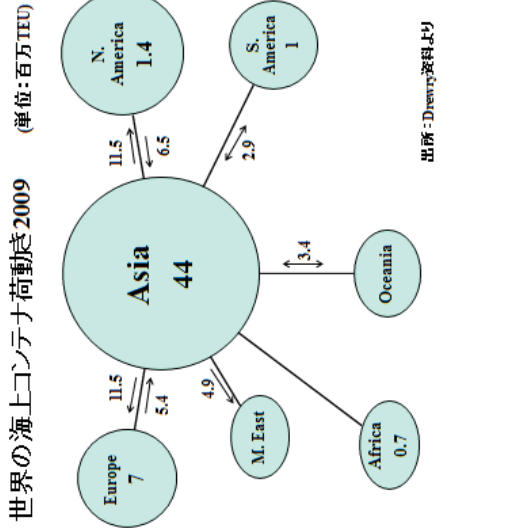 世界の海上コンテナ荷動き2009 (単位：百万TEU)
Europe
7
11.5
5.4
4.9
M. East
Africa
0.7
Asia
44
3.4
Oceania
11.5
6.5
N.
America
1.4
2.9
S.
America
1
出所：Drewry資料より